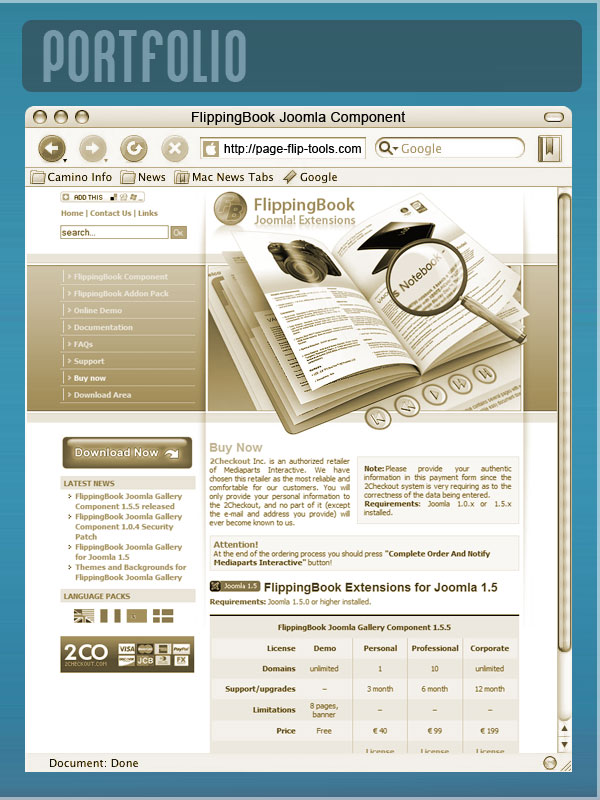 PORTFOLIO
FlippingBook Joomla Component
http://page-flip-tools.com
Google
Camino Info
News
Mac News Tabs
Google
ADD THIS
Home | Contact Us | Links
search...
Ok
FlippingBook
Joomla! Extensions
s Notebook
FlippingBook Component
FlippingBook Addon Pack
Online Demo
Documentation
FAQs
Support
Buy now
Download Area
Download Now
LATEST NEWS
FlippingBook Joomla Gallery
Component 1.5.5 released
FlippingBook Joomla Gallery
Component 1.0.4 Security
Patch
FlippingBook Joomla Gallery
for Joomla 1.5
Themes and Backgrounds for
FlippingBook Joomla Gallery
LANGUAGE PACKS
2CO
2CHECKOUT.COM
VISA
PayPal
DISCOVER
JCB
FX
Buy Now
2Checkout Inc. is an authorized retailer
of Mediaparts Interactive. We have
chosen this retailer as the most reliable and
comfortable for our customers. You will
only provide your personal information to
the 2Checkout, and no part of it (except
the e-mail and address you provide) will
ever become known to us.
Note: Please provide your authentic
information in this payment form since the
2Checkout system is very requiring as to the
correctness of the data being entered.
Requirements: Joomla 1.0.x or 1.5.x
installed.
Attention!
At the end of the ordering process you should press "Complete Order And Notify
Mediaparts Interactive" button!
Joomla 1.5
FlippingBook Extensions for Joomla 1.5
Requirements: Joomla 1.5.0 or higher installed.
FlippingBook Joomla Gallery Component 1.5.5
License Demo Personal Professional Corporate
Domains unlimited 1 10 unlimited
Support/upgrades – 3 month 6 month 12 month
Limitations 8 pages, banner – – –
Price Free € 40 € 99 € 199
License License License
Document: Done